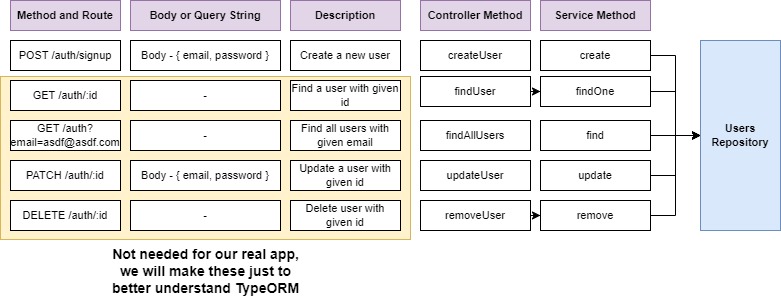 Method and Route
Body or Query String
Description
Controller Method
Service Method
POST /auth/signup
Body - { email, password }
Create a new user
createUser
create
GET /auth/:id
-
Find a user with given
id
findUser
findOne
GET /auth?
email=asdf@asdf.com
-
Find all users with
given email
findAllUsers
find
PATCH /auth/:id
Body - { email, password }
Update a user with
given id
updateUser
update
DELETE /auth/:id
-
Delete user with
given id
removeUser
remove
Users
Repository
Not needed for our real app,
we will make these just to
better understand TypeORM